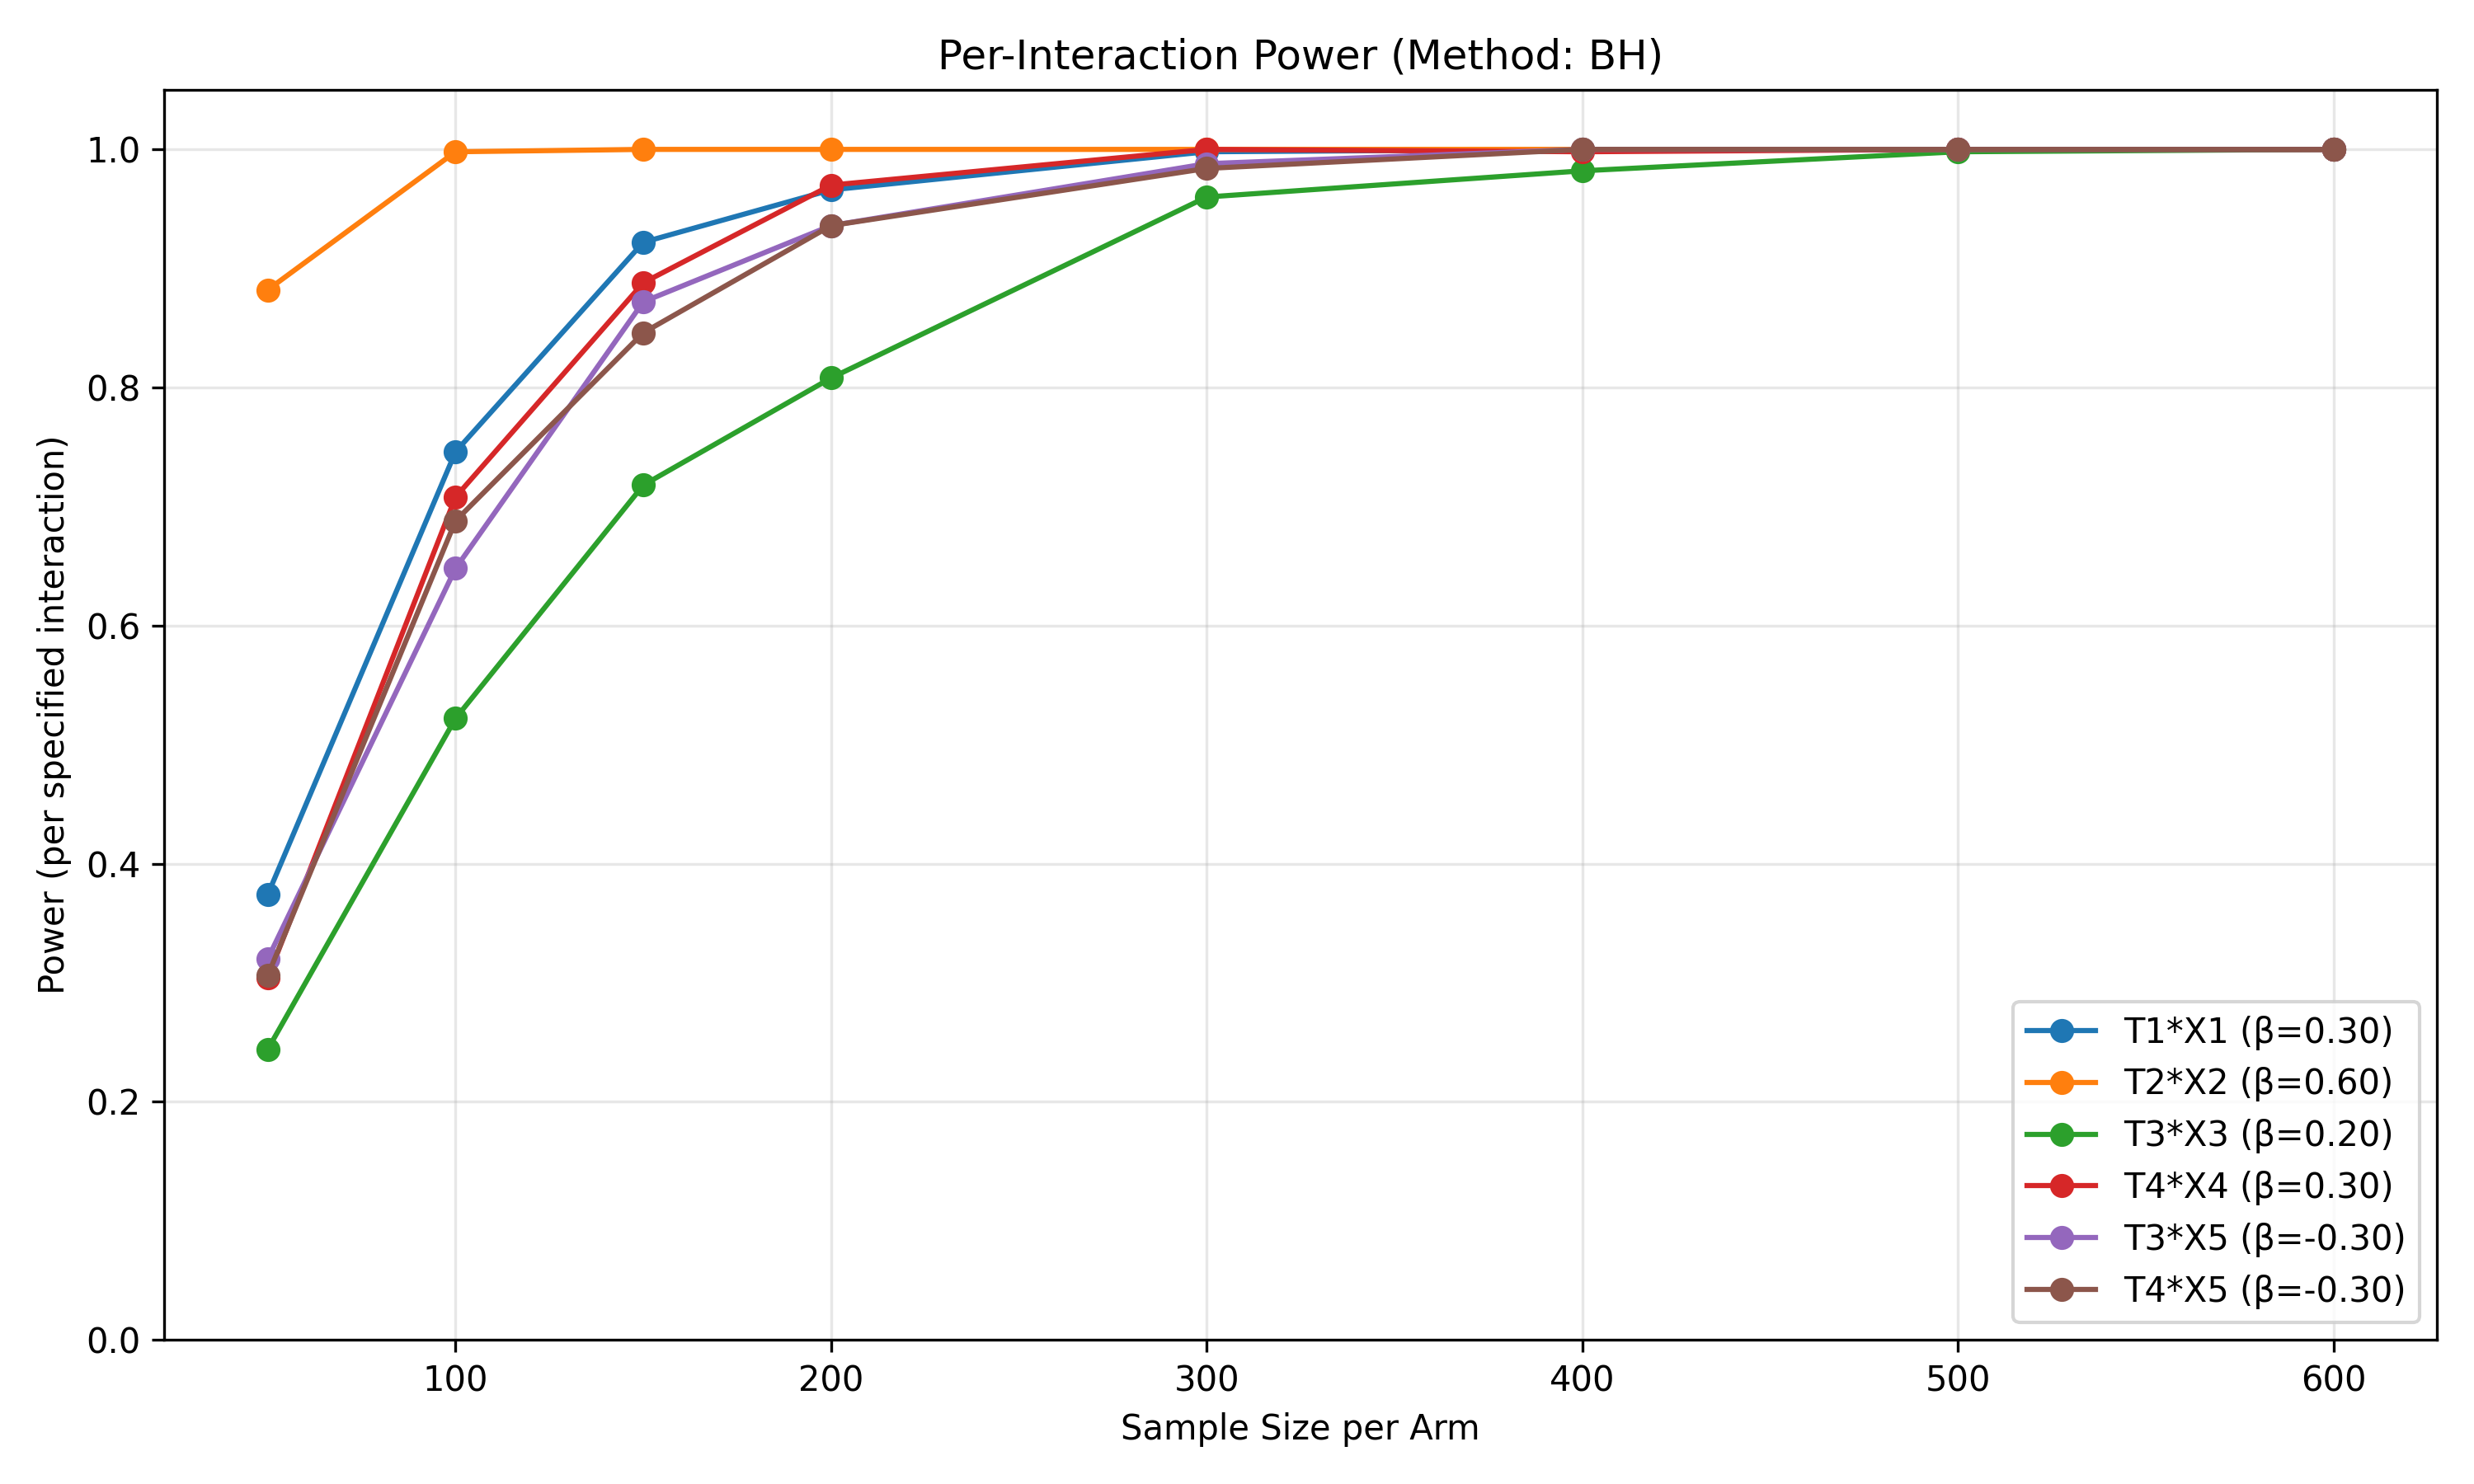 Per-Interaction Power (Method: BH)
Power (per specified interaction)
1.0
0.8
0.6
0.4
0.2
0.0
100 200 300 400 500 600
Sample Size per Arm
T1*X1 (β=0.30)
T2*X2 (β=0.60)
T3*X3 (β=0.20)
T4*X4 (β=0.30)
T3*X5 (β=-0.30)
T4*X5 (β=-0.30)